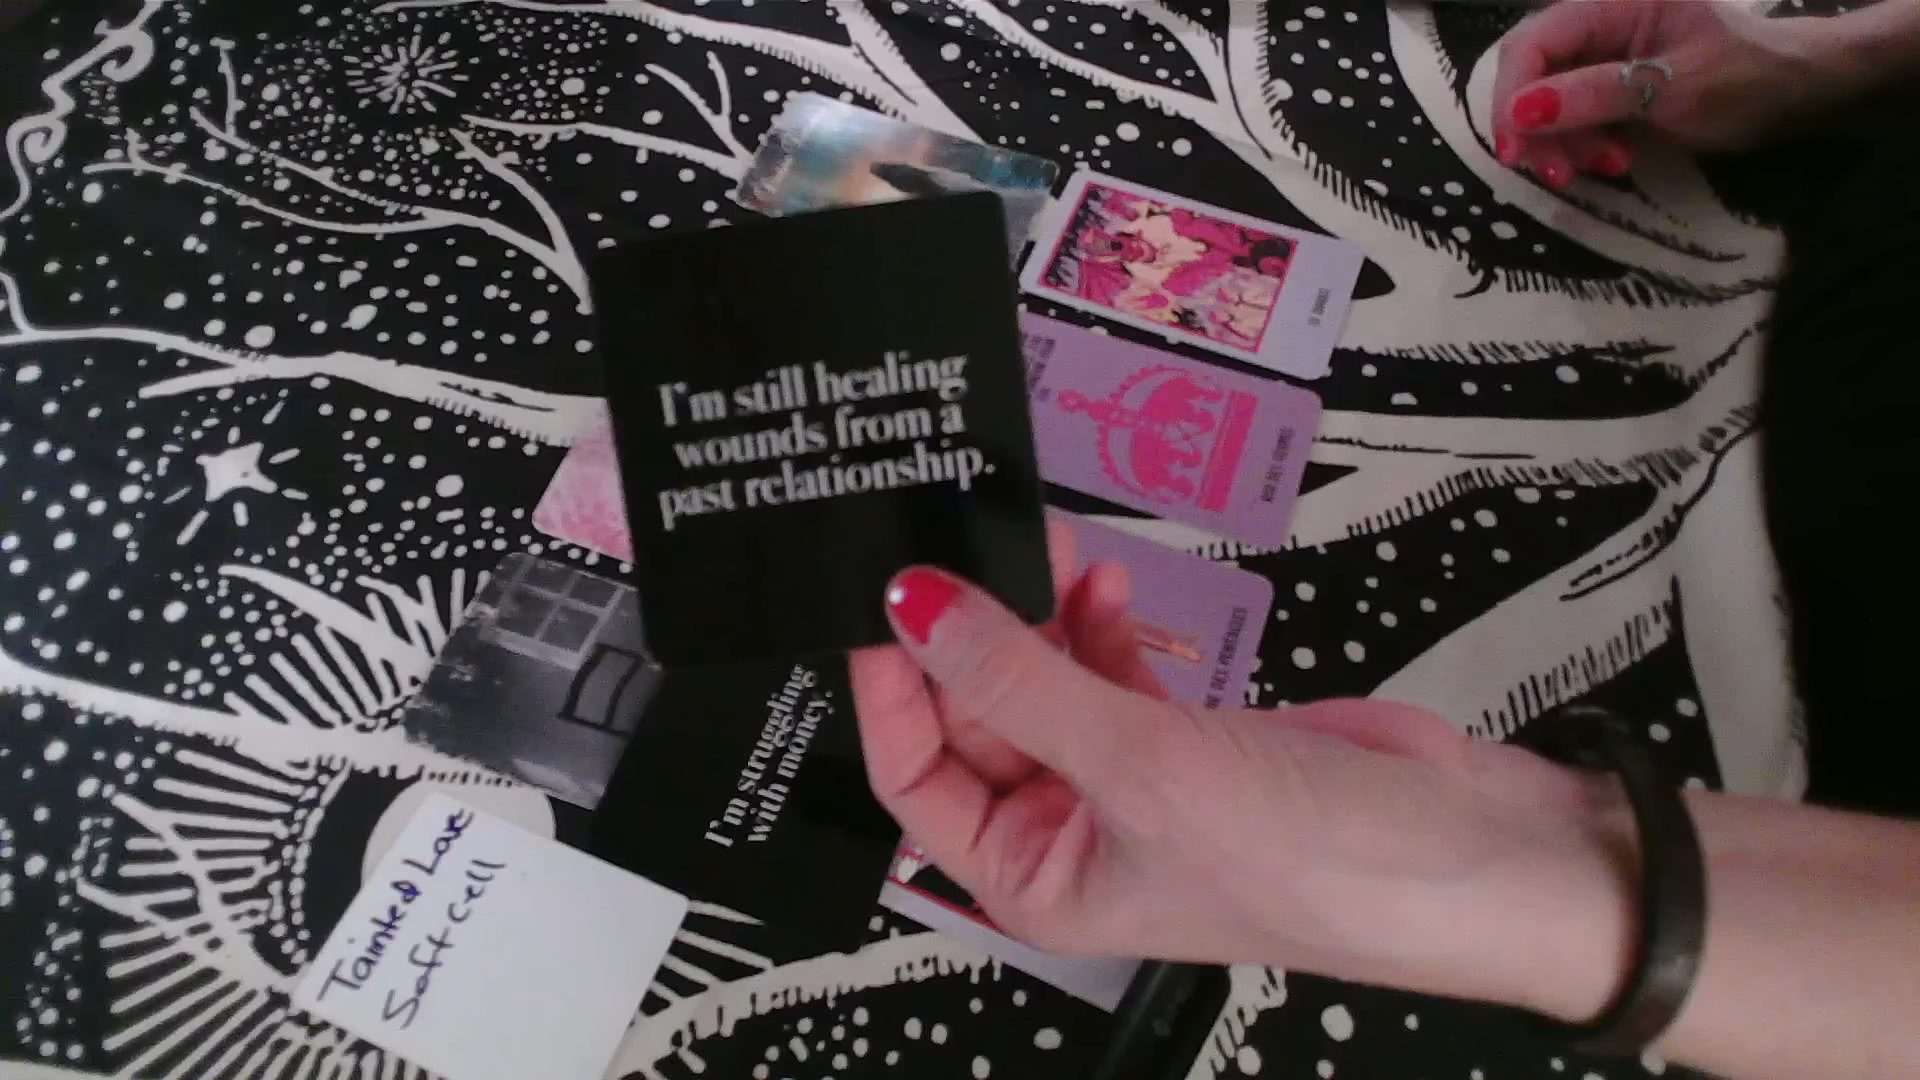 I'm still healing
wounds from a
past relationship.
I'm struggling
with money.
Tainted Love
Soft Cell